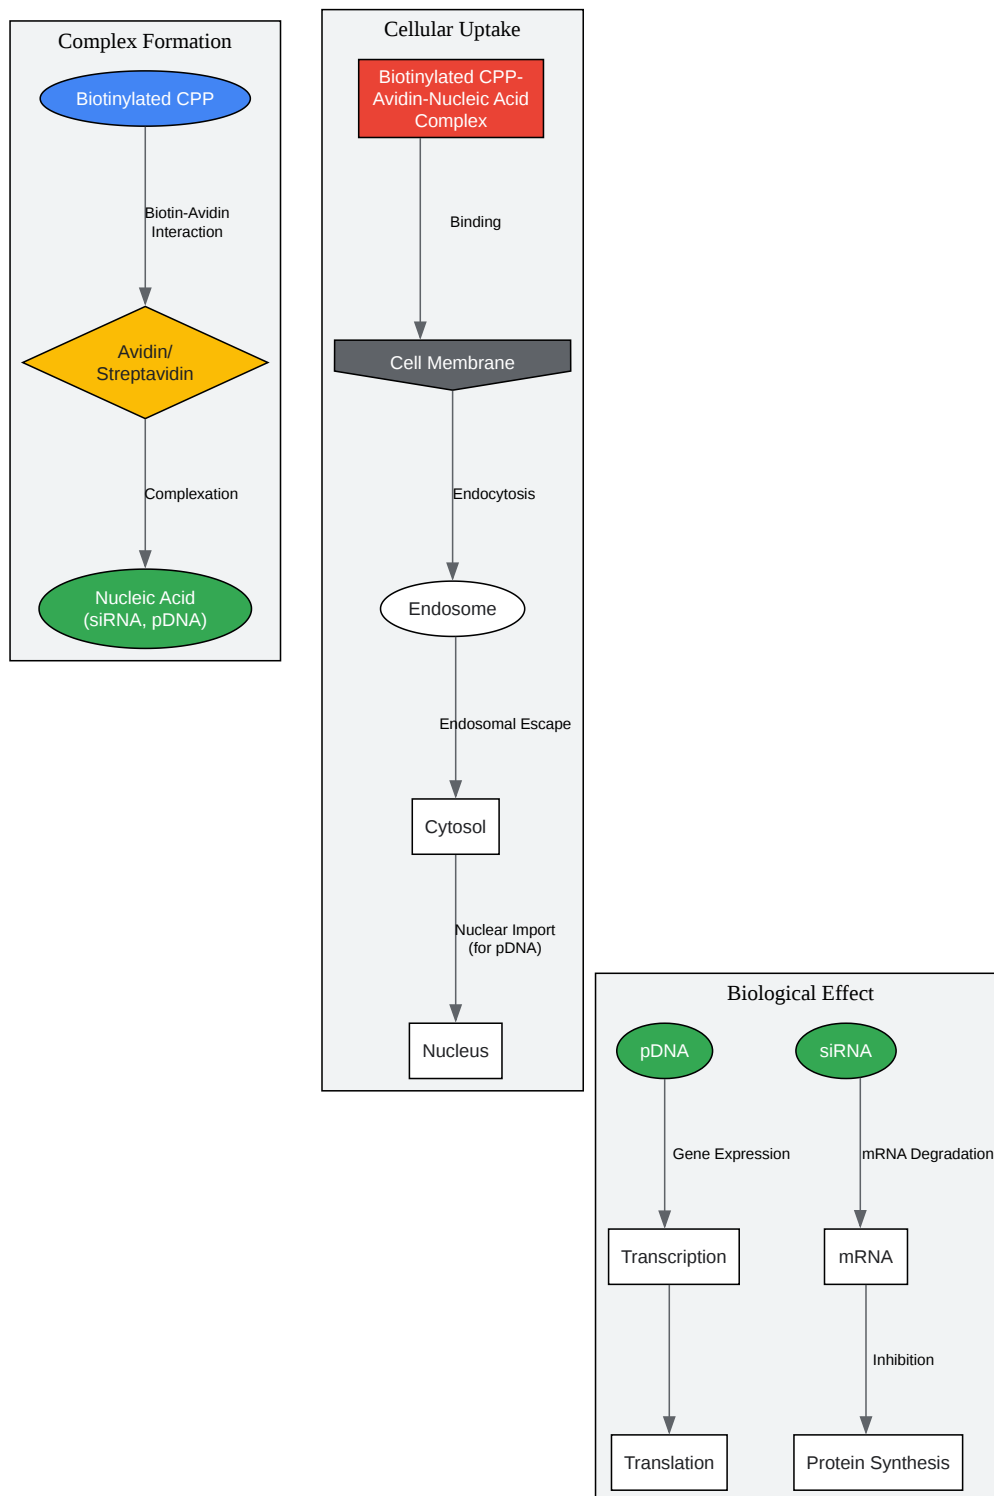 Complex Formation
Biotinylated CPP
Biotin-Avidin
Interaction
Avidin/
Streptavidin
Complexation
Nucleic Acid
(siRNA, pDNA)
Cellular Uptake
Biotinylated CPP-
Avidin-Nucleic Acid
Complex
Binding
Cell Membrane
Endocytosis
Endosome
Endosomal Escape
Cytosol
Nuclear Import
(for pDNA)
Nucleus
Biological Effect
pDNA
siRNA
Gene Expression
mRNA Degradation
Transcription
mRNA
Inhibition
Translation
Protein Synthesis